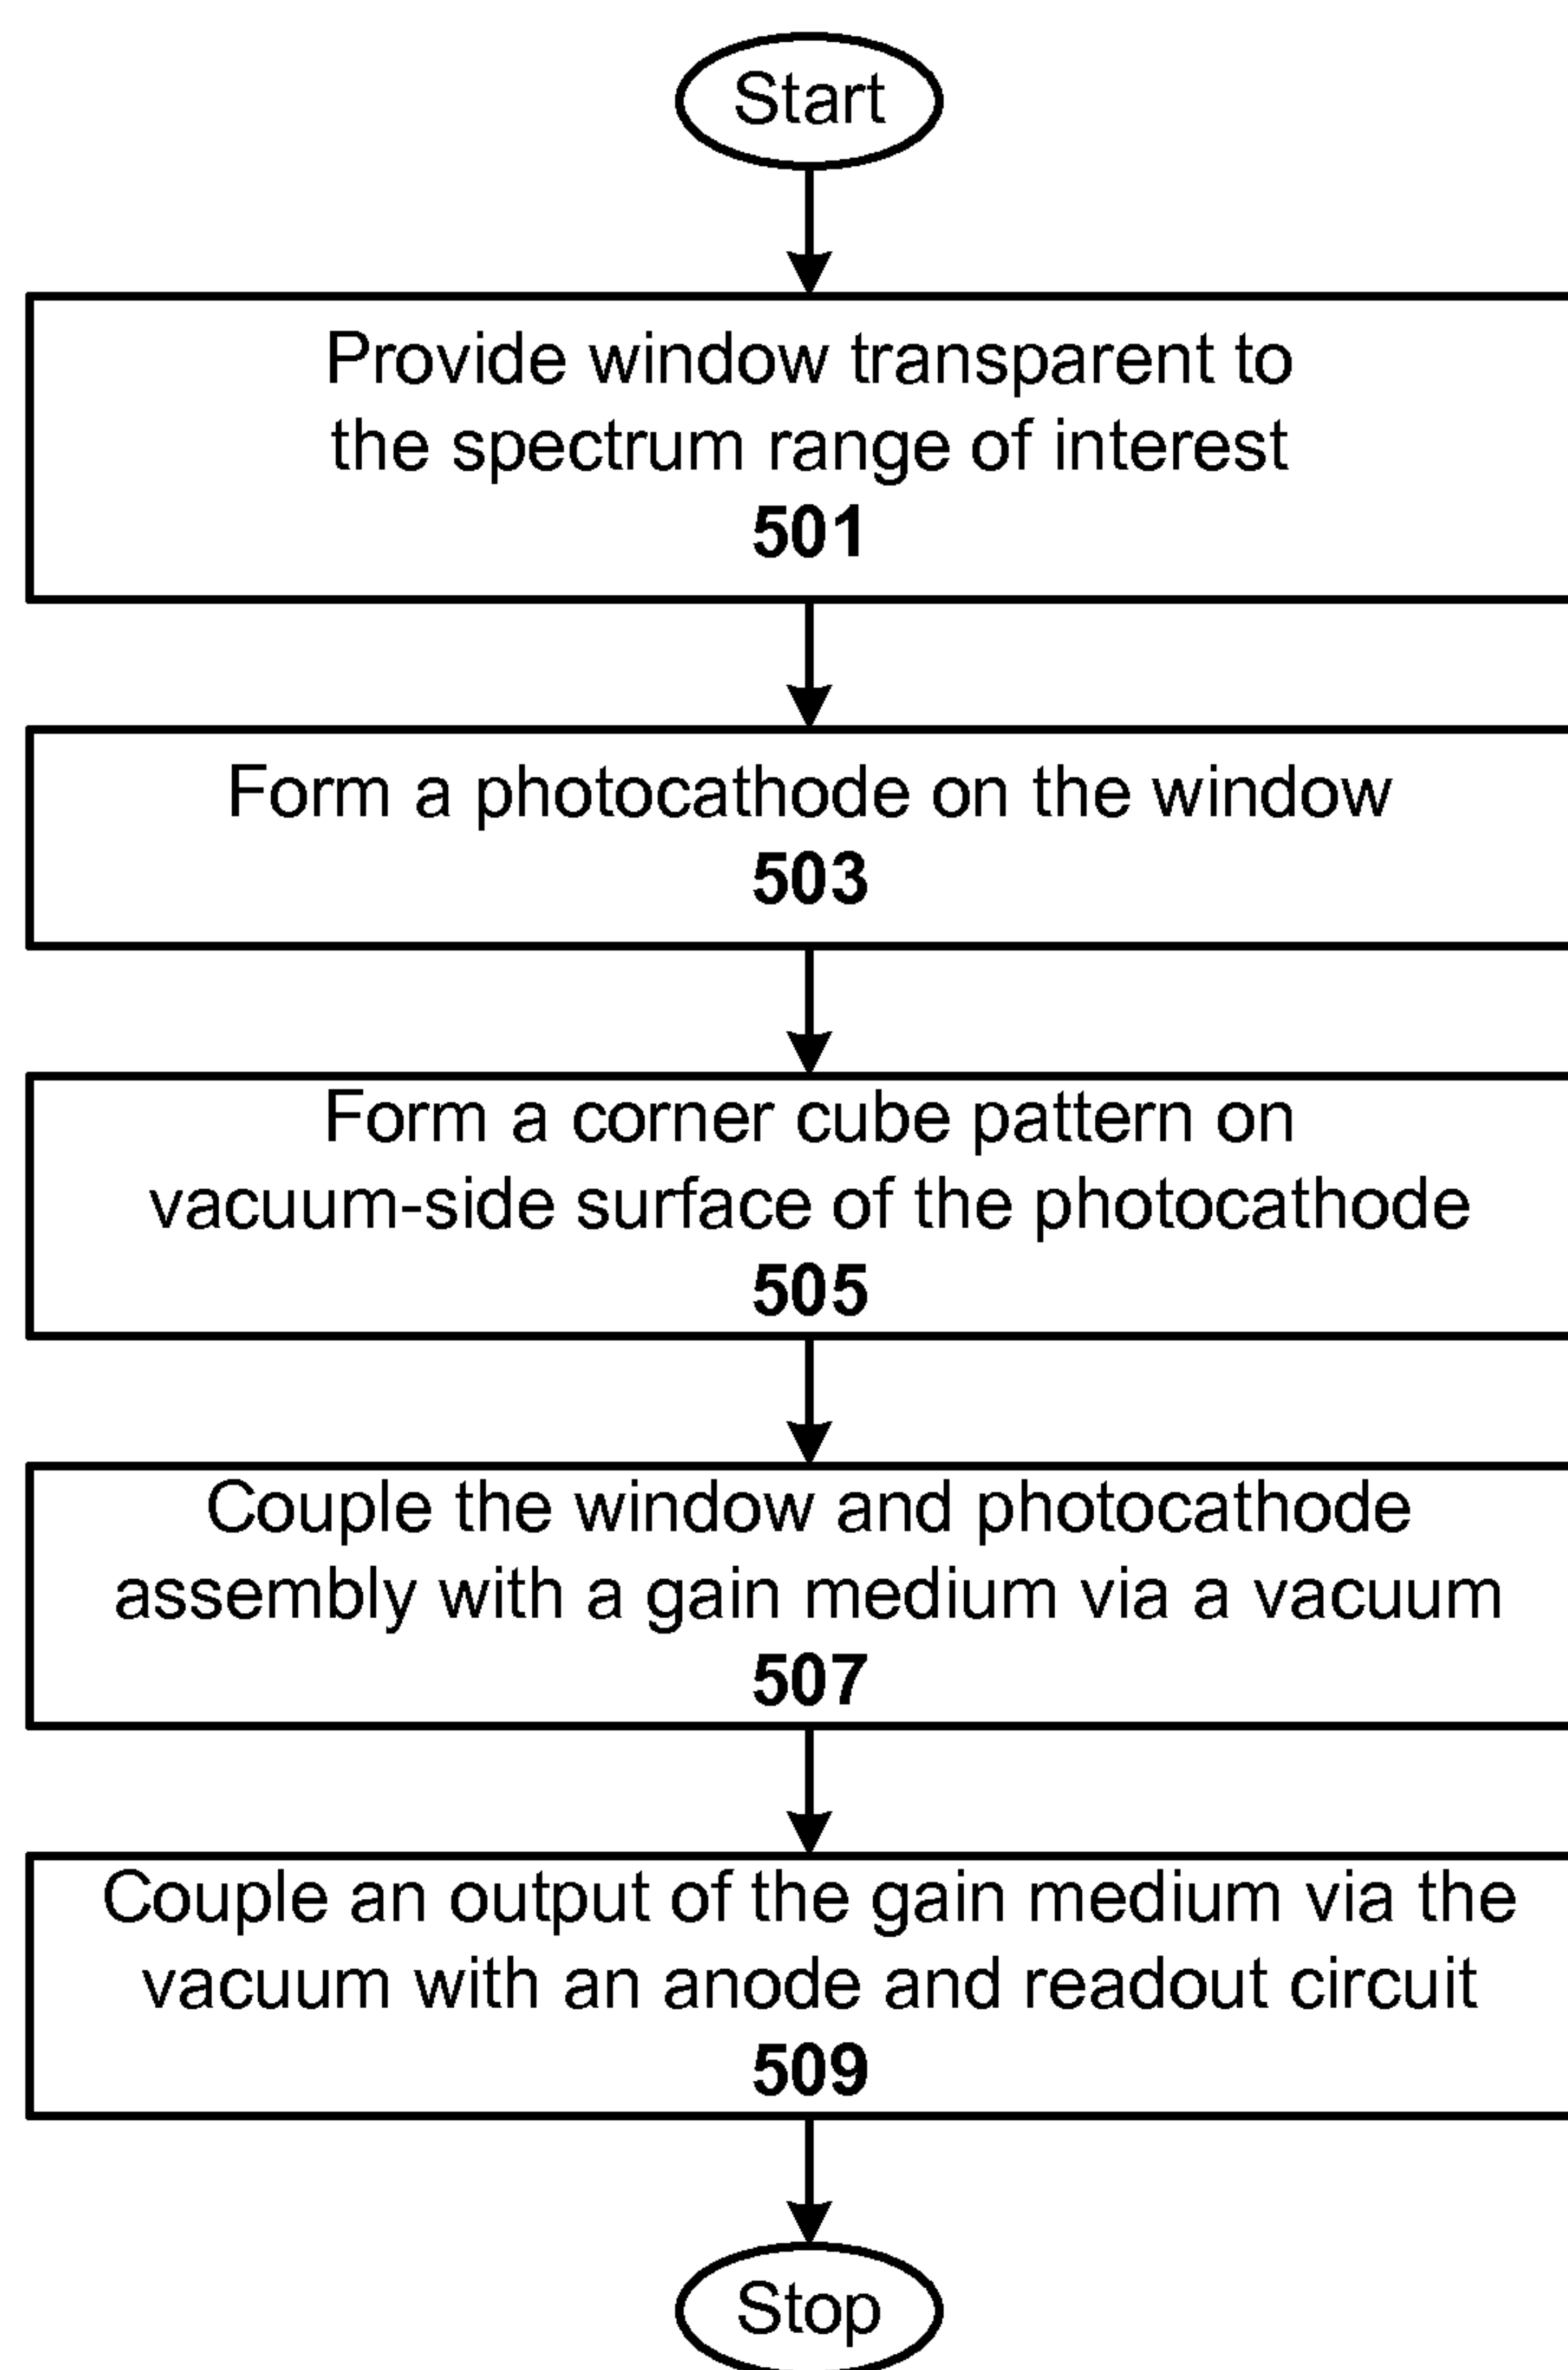 Start
Provide window transparent to
the spectrum range of interest
501
Form a photocathode on the window
503
Form a corner cube pattern on
vacuum-side surface of the photocathode
505
Couple the window and photocathode
assembly with a gain medium via a vacuum
507
Couple an output of the gain medium via the
vacuum with an anode and readout circuit
509
Stop